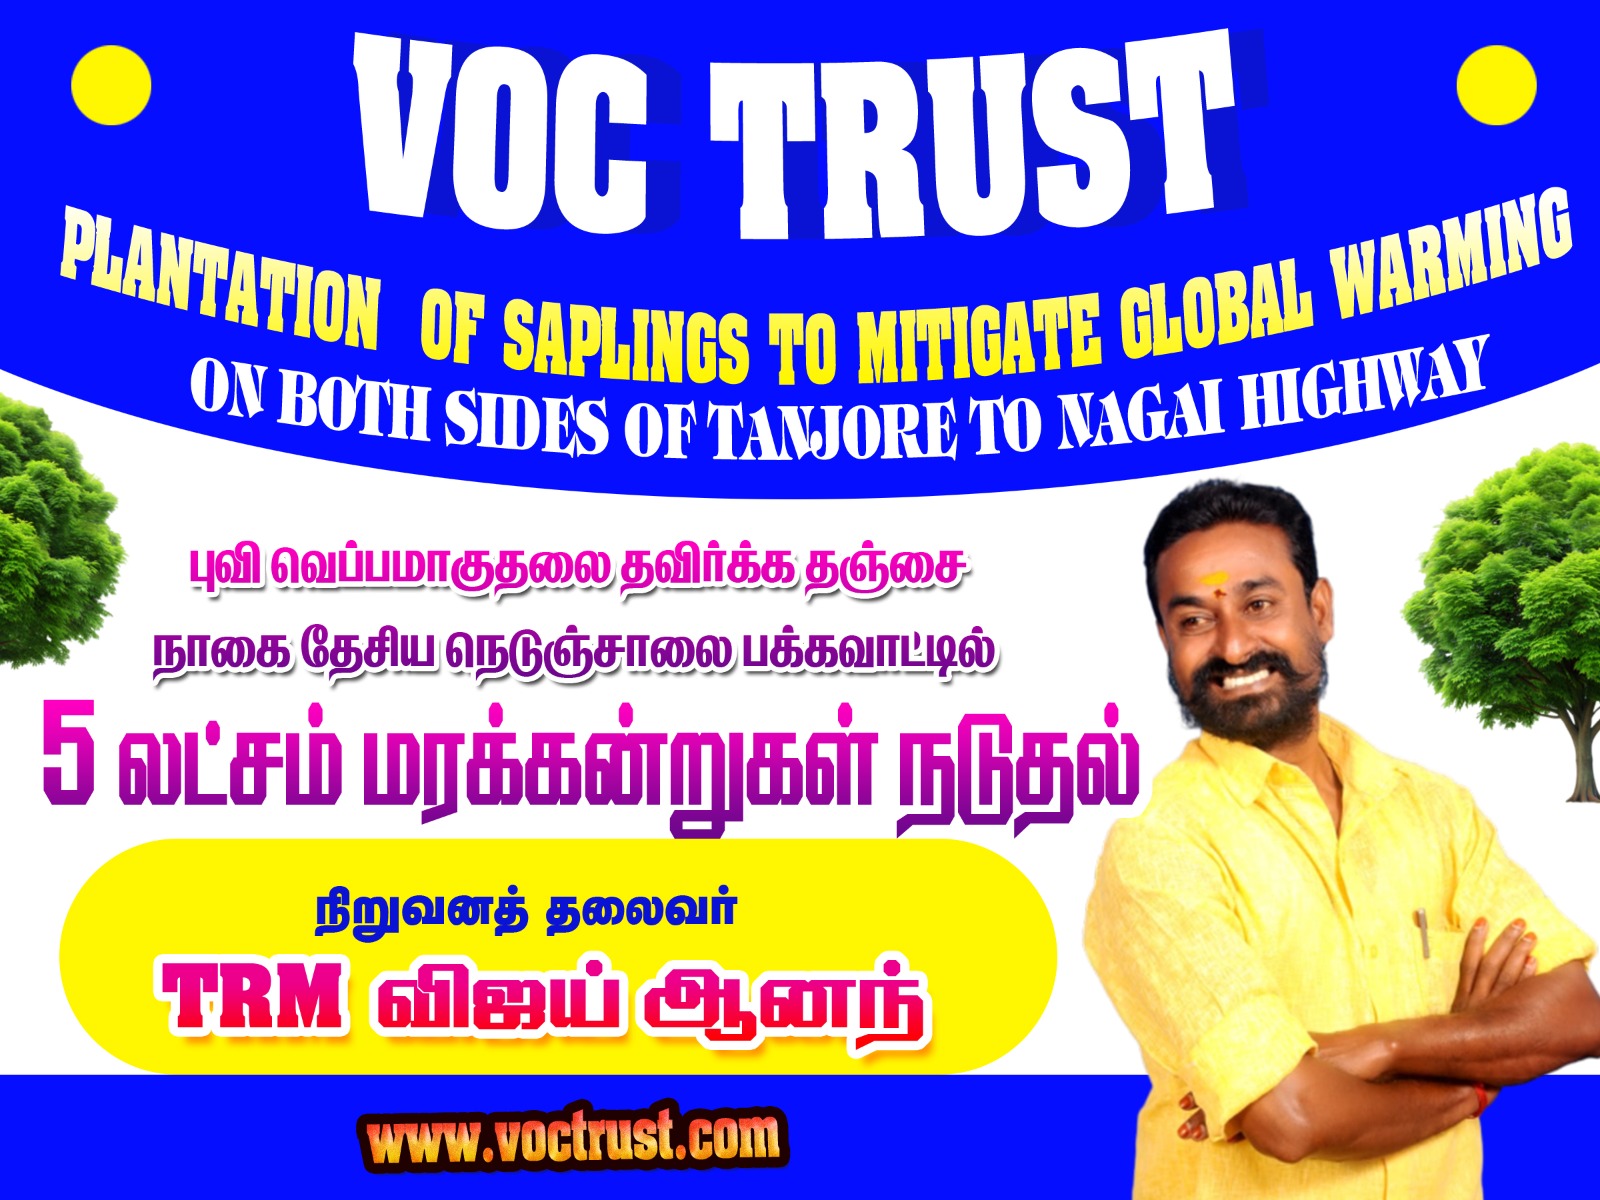 VOC TRUST
PLANTATION OF SAPLINGS TO MITIGATE GLOBAL WARMING
ON BOTH SIDES OF TANJORE TO NAGAI HIGHWAY
புவி வெப்பமாகுதலை தவிர்க்க தஞ்சை
நாகை தேசிய நெடுஞ்சாலை பக்கவாட்டில்
5 லட்சம் மரக்கன்றுகள் நடுதல்
நிறுவனத் தலைவர்
TRM விஜய் ஆனந்
www.voctrust.com